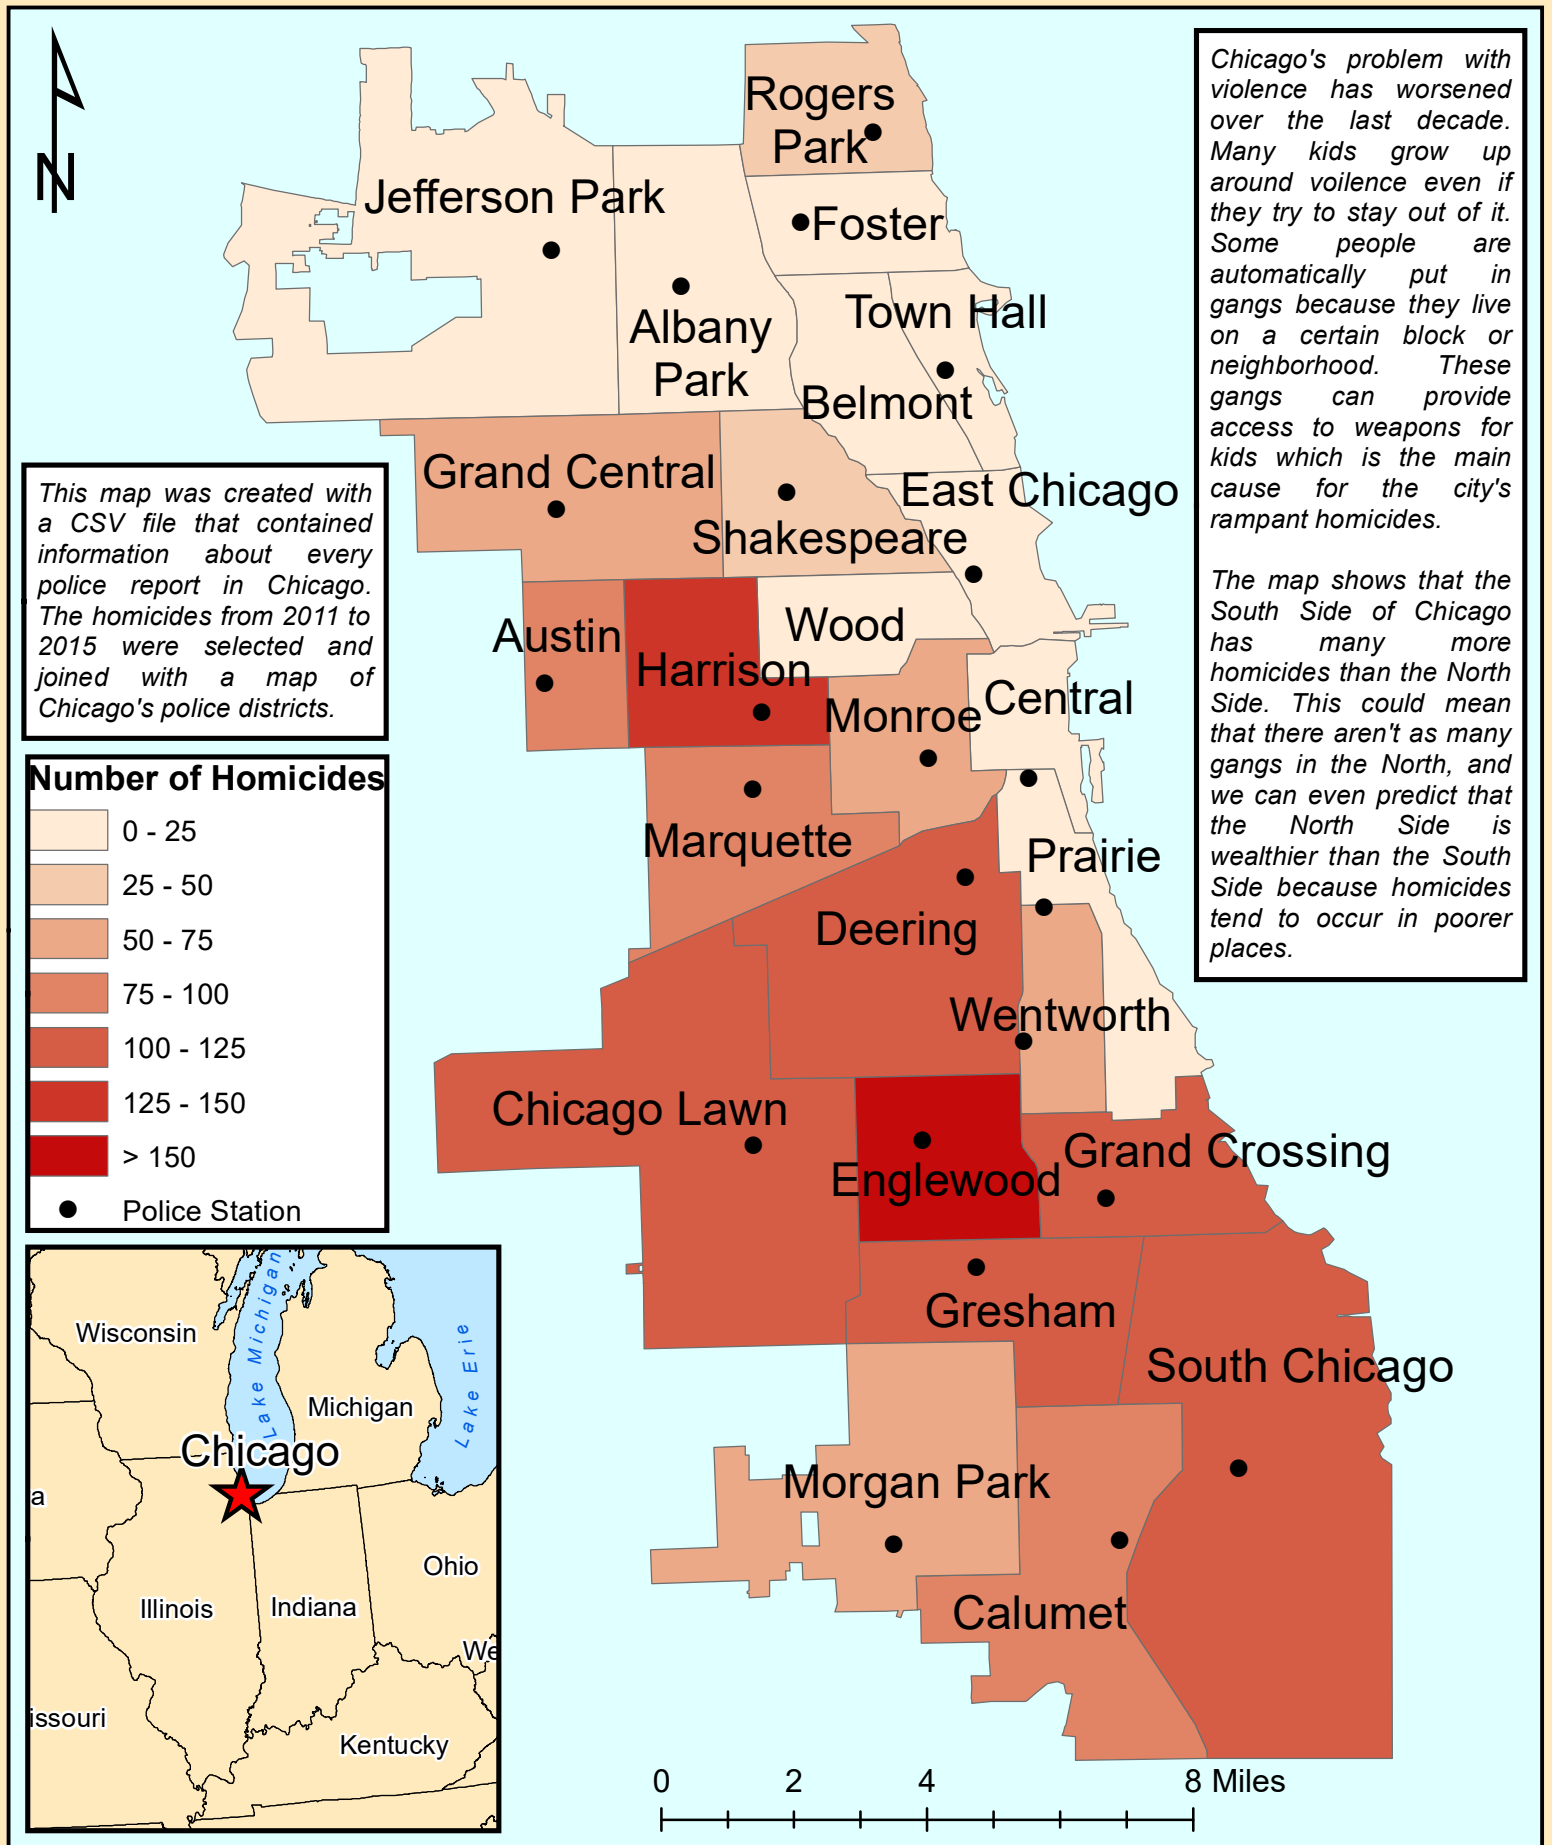 N
Rogers
Park
Jefferson Park
Foster
Town Hall
Albany
Park
Belmont
Grand Central
East Chicago
Shakespeare
Austin
Wood
Harrison
Monroe
Central
Marquette
Prairie
Deering
Wentworth
Chicago Lawn
Grand Crossing
Englewood
Gresham
South Chicago
Morgan Park
Calumet
Chicago's problem with
violence has worsened
over the last decade.
Many kids grow up
around voilence even if
they try to stay out of it.
Some people are
automatically put in
gangs because they live
on a certain block or
neighborhood. These
gangs can provide
access to weapons for
kids which is the main
cause for the city's
rampant homicides.
The map shows that the
South Side of Chicago
has many more
homicides than the North
Side. This could mean
that there aren't as many
gangs in the North, and
we can even predict that
the North Side is
wealthier than the South
Side because homicides
tend to occur in poorer
places.
This map was created with
a CSV file that contained
information about every
police report in Chicago.
The homicides from 2011 to
2015 were selected and
joined with a map of
Chicago's police districts.
Number of Homicides
0 - 25
25 - 50
50 - 75
75 - 100
100 - 125
125 - 150
> 150
Police Station
Wisconsin
Lake Michigan
Lake Erie
Michigan
Chicago
a
Ohio
Illinois
Indiana
We
issouri
Kentucky
0 2 4 8 Miles